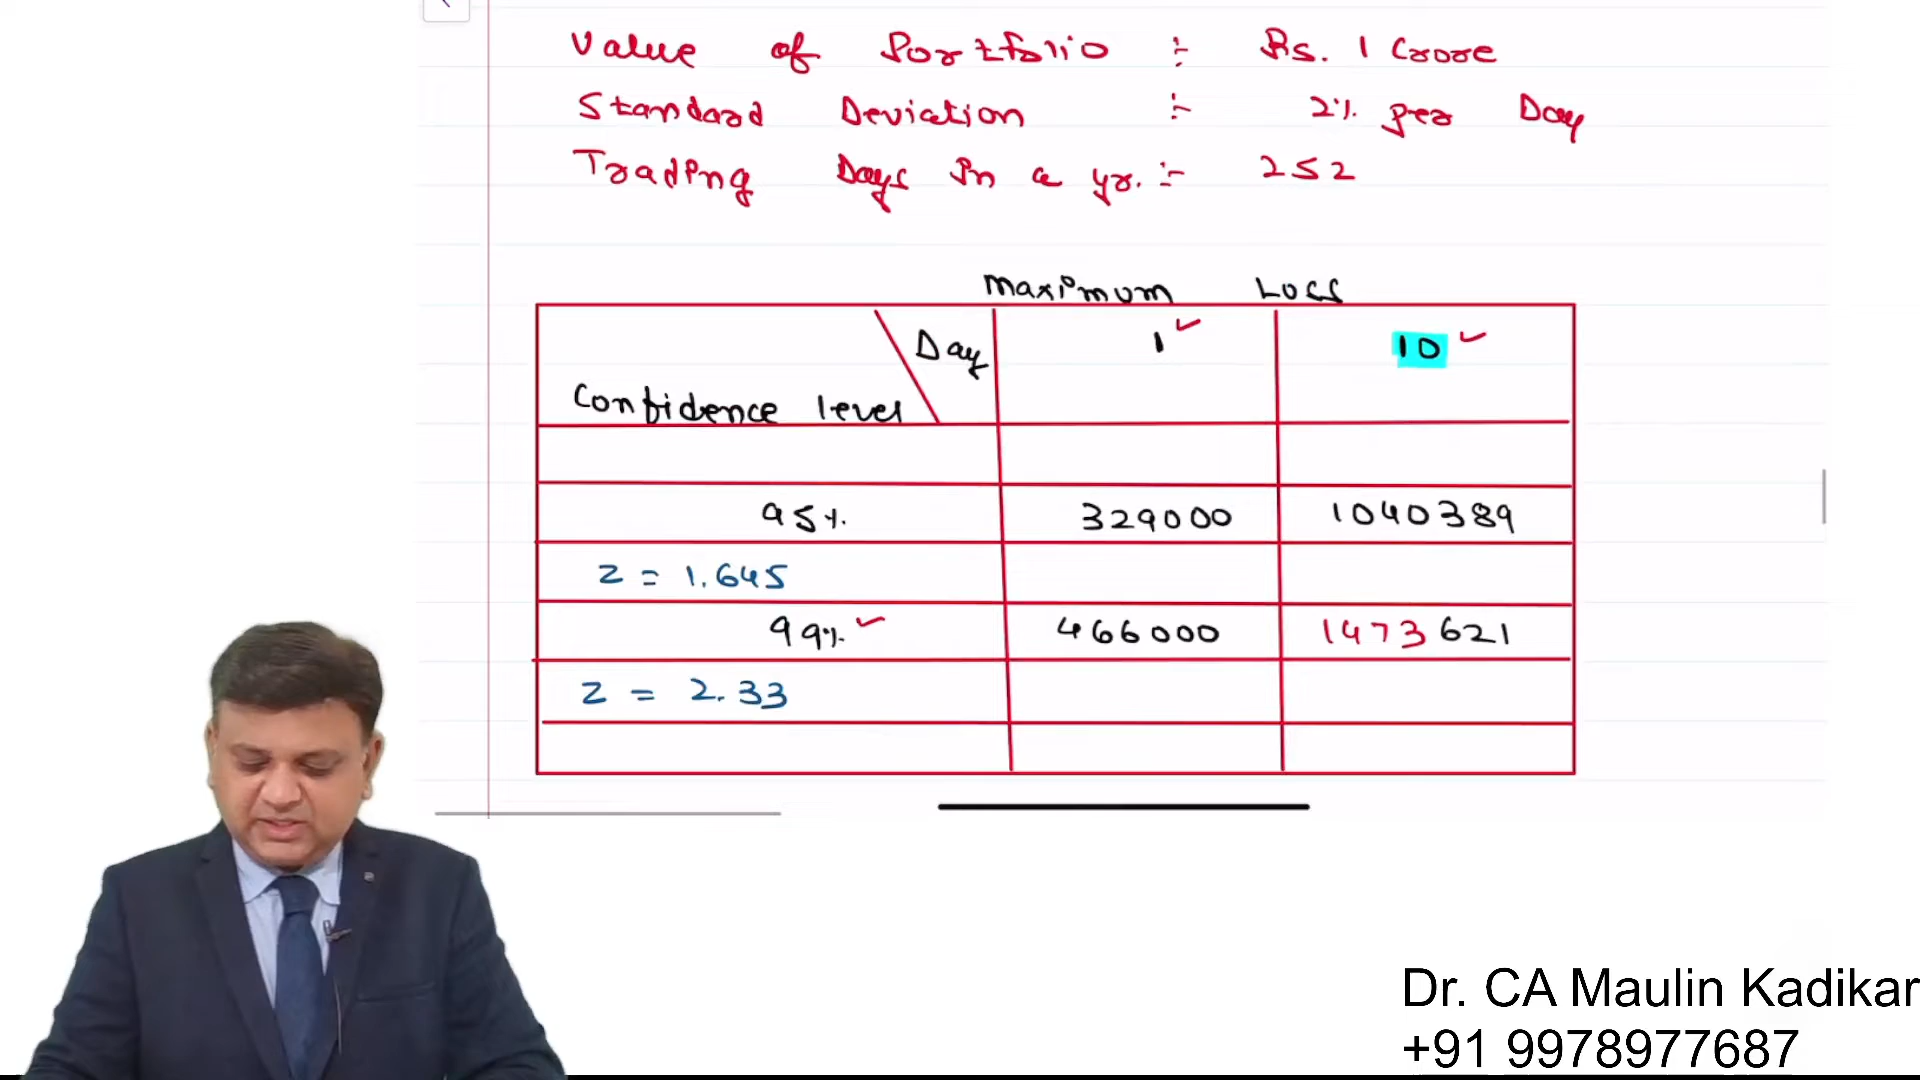 Value of Portfolio :- Rs. 1 Crore
Standard Deviation :- 2% per Day
Trading Days in a yr. :- 252
Maximum Loss
Day 1 10
Confidence level
95% 329000 1040389
Z = 1.645
99% 466000 1473621
Z = 2.33
Dr. CA Maulin Kadikar
+91 9978977687